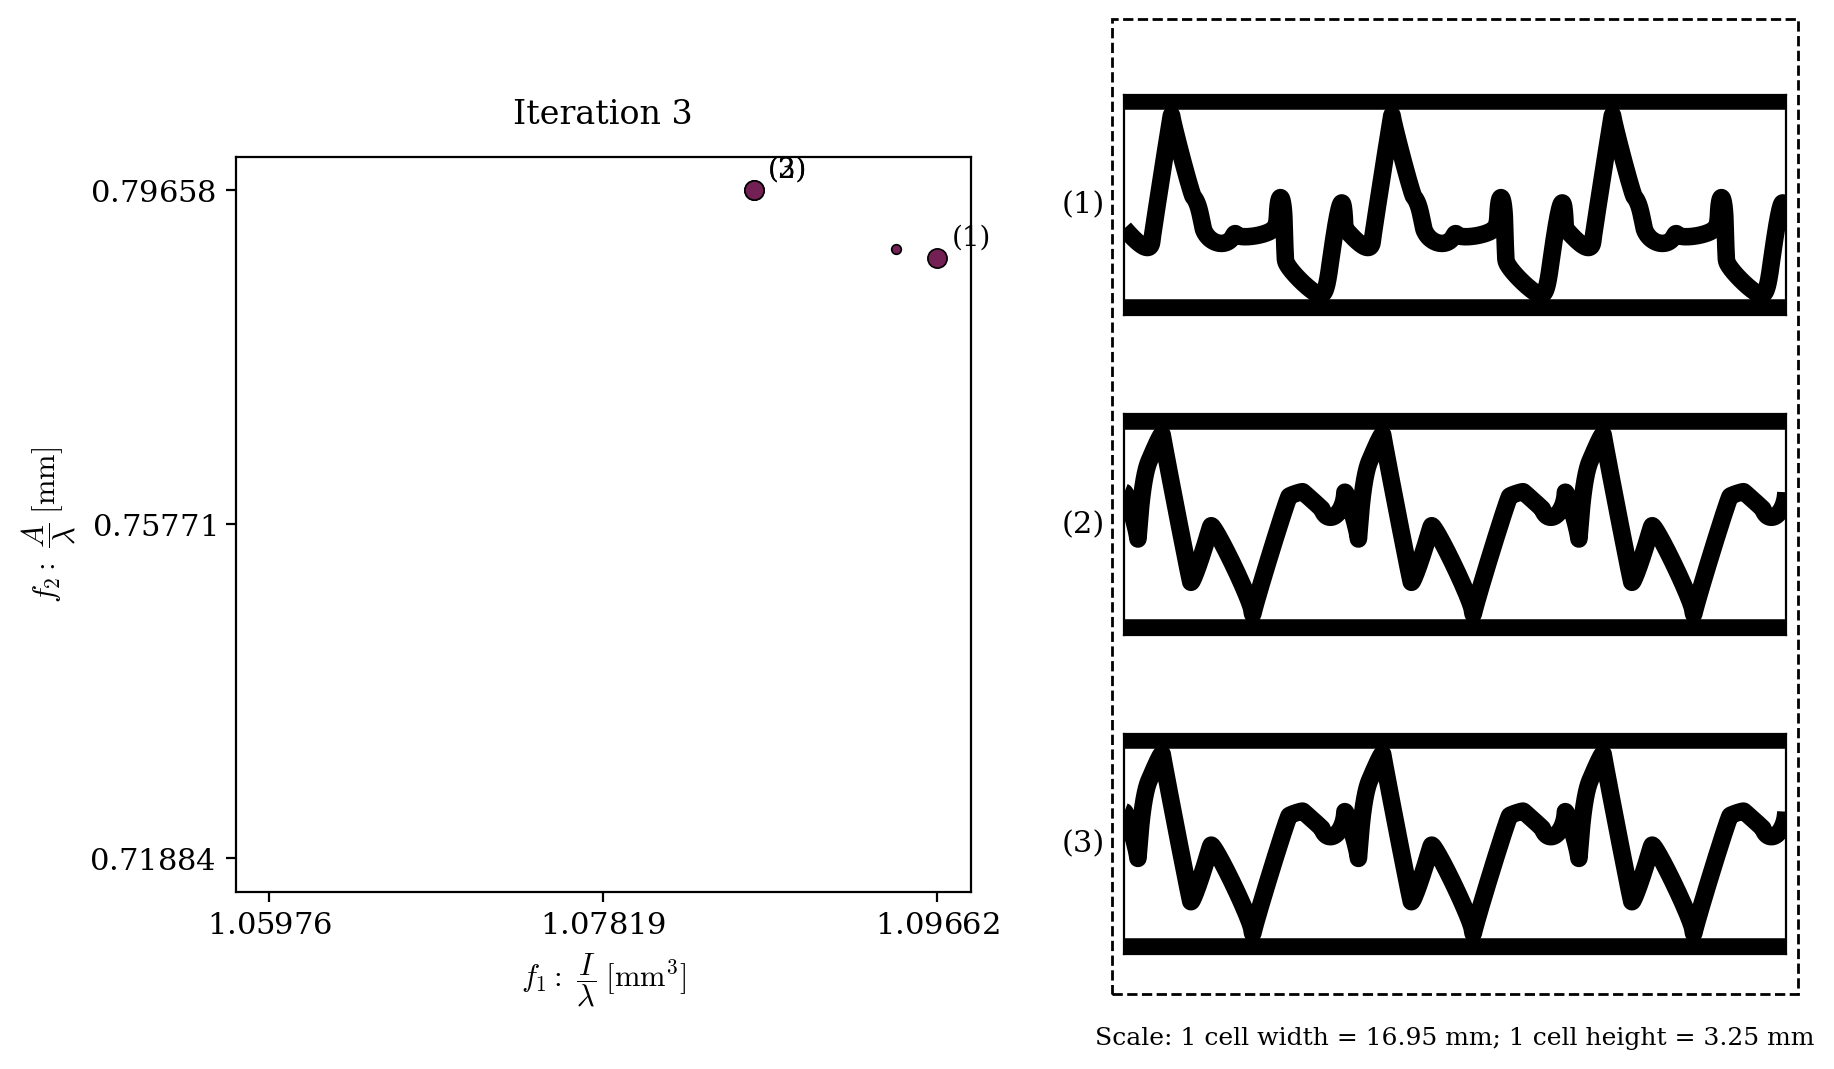 Iteration 3
0.79658
0.75771
0.71884
f₂: A/λ [mm]
(1)
1.05976
1.07819
1.09662
f₁: I/λ [mm³]
(1)
(2)
(3)
Scale: 1 cell width = 16.95 mm; 1 cell height = 3.25 mm